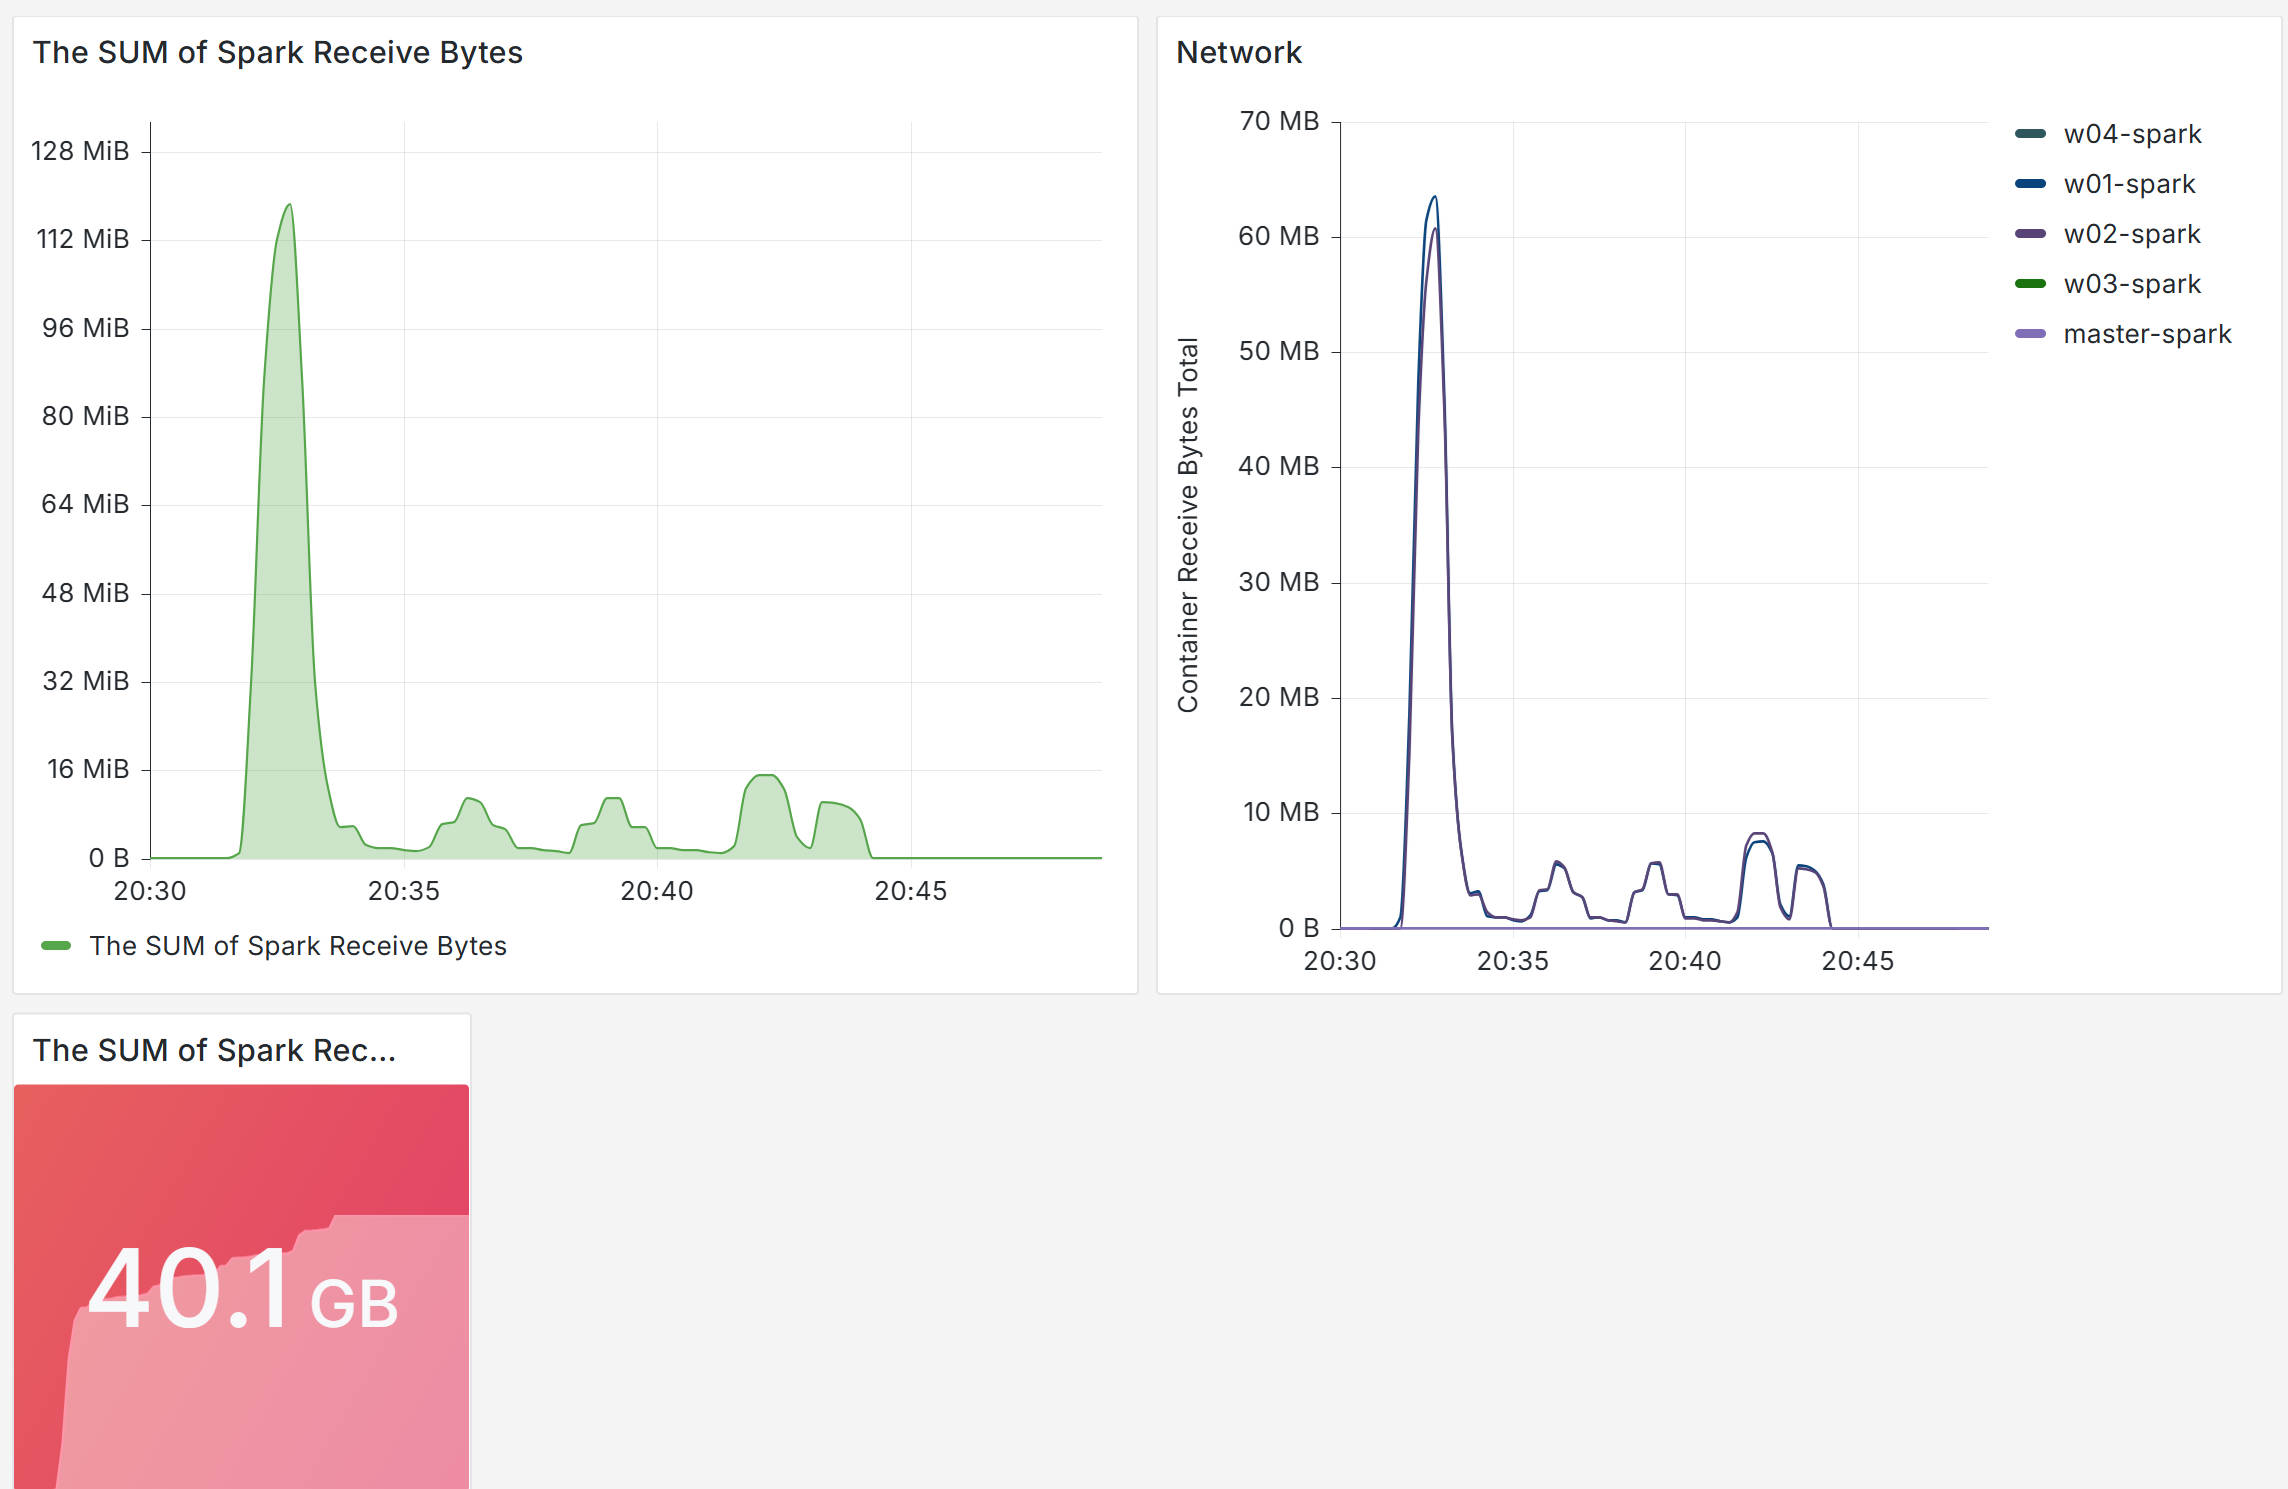 The SUM of Spark Receive Bytes
128 MiB
112 MiB
96 MiB
80 MiB
64 MiB
48 MiB
32 MiB
16 MiB
0 B
20:30 20:35 20:40 20:45
The SUM of Spark Receive Bytes
Network
Container Receive Bytes Total
70 MB
60 MB
50 MB
40 MB
30 MB
20 MB
10 MB
0 B
20:30 20:35 20:40 20:45
w04-spark
w01-spark
w02-spark
w03-spark
master-spark
The SUM of Spark Rec...
40.1 GB